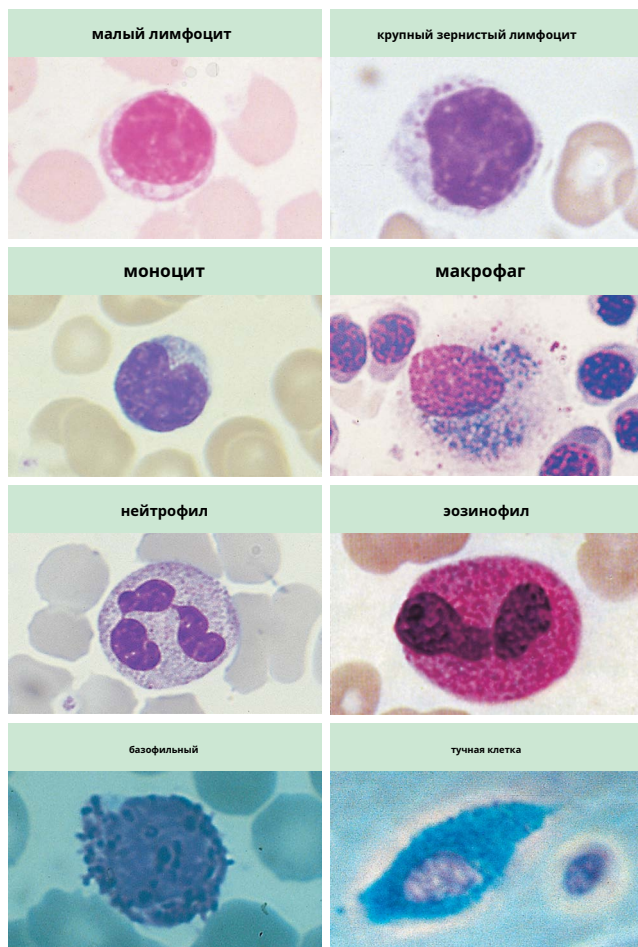 малый лимфоцит
крупный зернистый лимфоцит
моноцит
макрофаг
нейтрофил
эозинофил
базофильный
тучная клетка